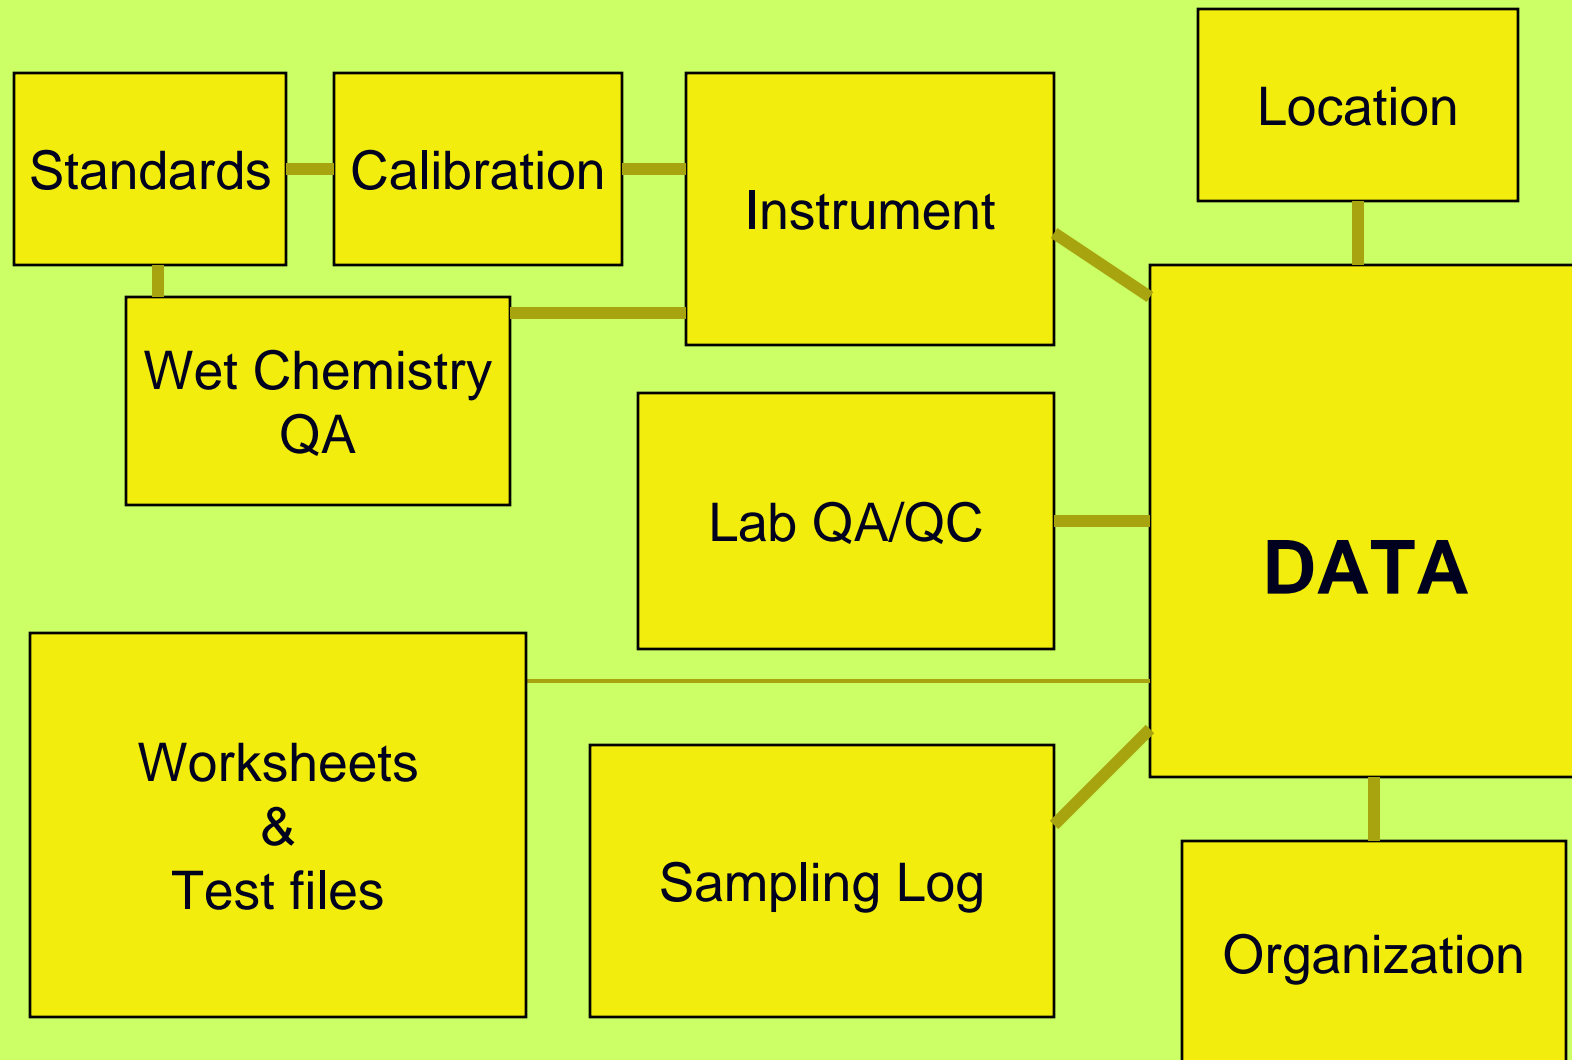 Standards
Calibration
Instrument
Location
Wet Chemistry
QA
Lab QA/QC
DATA
Worksheets
&
Test files
Sampling Log
Organization